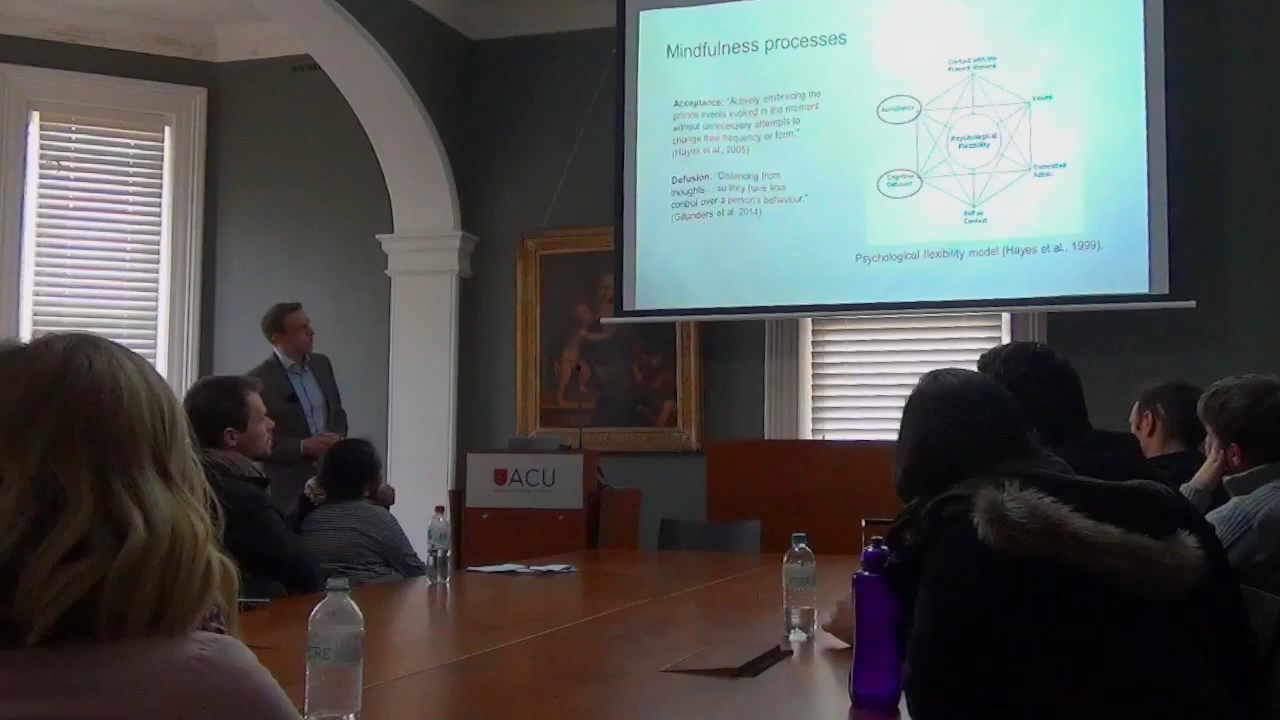 Mindfulness processes
Acceptance: "Actively embracing the
private events evoked in the moment
without unnecessary attempts to
change their frequency or form."
(Hayes et al., 2005)
Defusion: "Distancing from
thoughts... so they have less
control over a person's behaviour."
(Gillanders et al. 2014)
Contact with the
Present Moment
Acceptance
Values
Psychological
Flexibility
Cognitive
Defusion
Committed
Action
Self as
Context
Psychological flexibility model (Hayes et al., 1999).
ACU